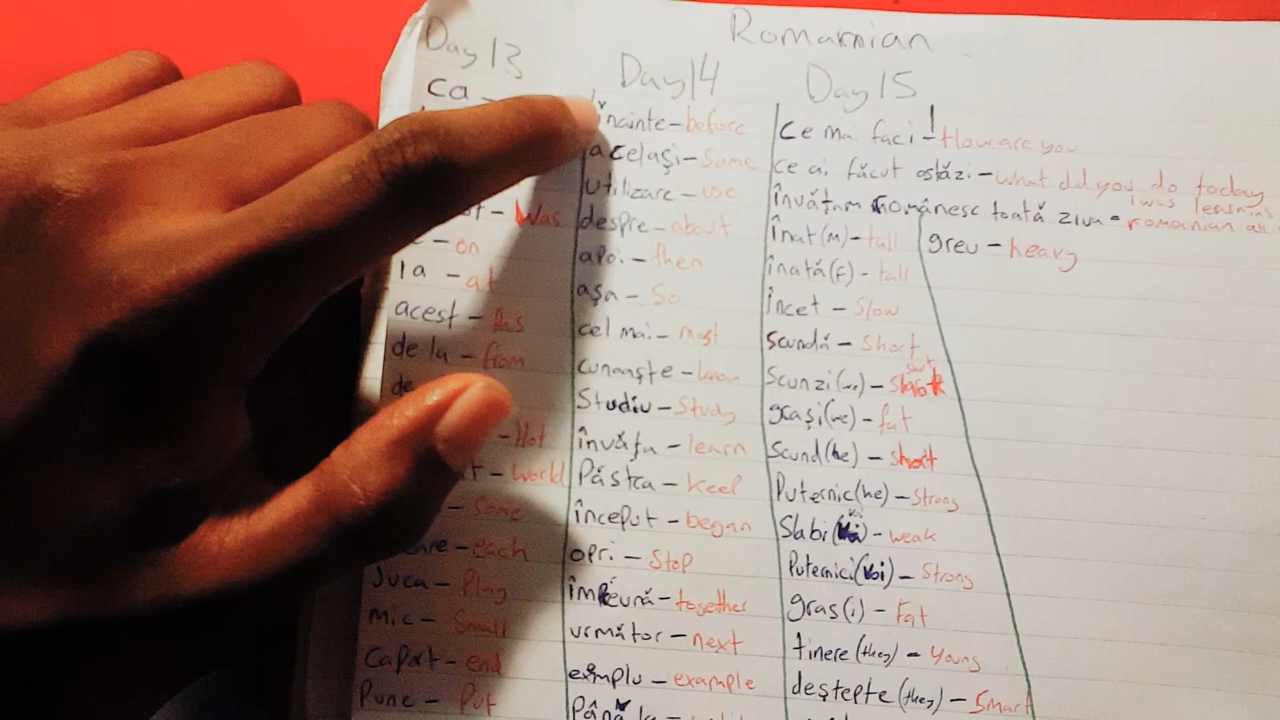 Romarnian
Day 13
ca -
- Was
- on
la - at
acest - this
de la - from
de
- Hot
- world
- some
- each
Juca - Play
mic - Small
Capăt - end
Pune - Put
Day 14
înainte - before
acelaşi - Same
utilizare - use
despre - about
apoi - then
aşa - So
cel mai - most
cunoaşte - know
Studiu - Study
învăţa - learn
Păstra - Keep
început - began
opri - Stop
împreună - together
următor - next
exemplu - example
Până la -
Day 15
ce ma faci! - How are you
ce ai făcut astăzi - what did you do today
învăţam românesc toată ziua = I was learning romanian all
înat(m) - tall
înată(F) - tall
încet - Slow
Scundă - Short
Scunzi(we) - Short
graşi(we) - fat
Scund(he) - short
Puternic(he) - Strong
Slabi(voi) - weak
Puternici(voi) - Strong
gras(i) - Fat
tinere (they) - Young
deştepte (they) - Smart
greu - heavy